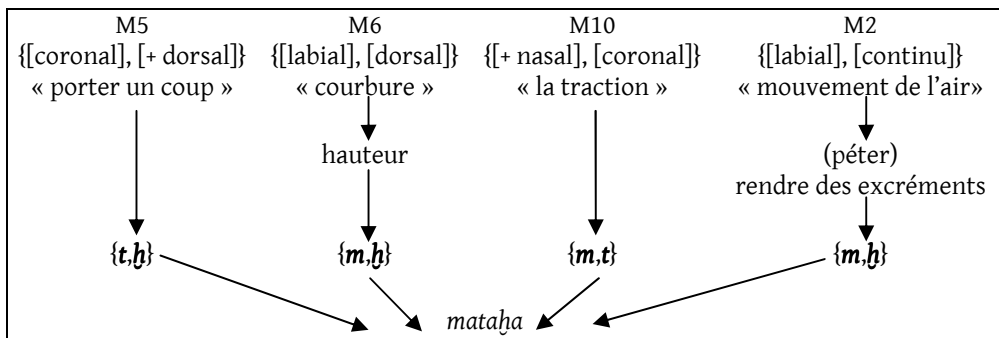 M5 M6 M10 M2
{[coronal], [+ dorsal]} {[labial], [dorsal]} {[+ nasal], [coronal]} {[labial], [continu]}
« porter un coup » « courbure » « la traction » « mouvement de l’air»
hauteur (péter)
rendre des excréments
{t,ḫ} {m,ḫ} {m,t} {m,ḫ}
mataḫa